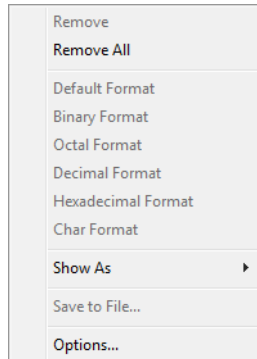 Remove
Remove All
Default Format
Binary Format
Octal Format
Decimal Format
Hexadecimal Format
Char Format
Show As
Save to File...
Options...